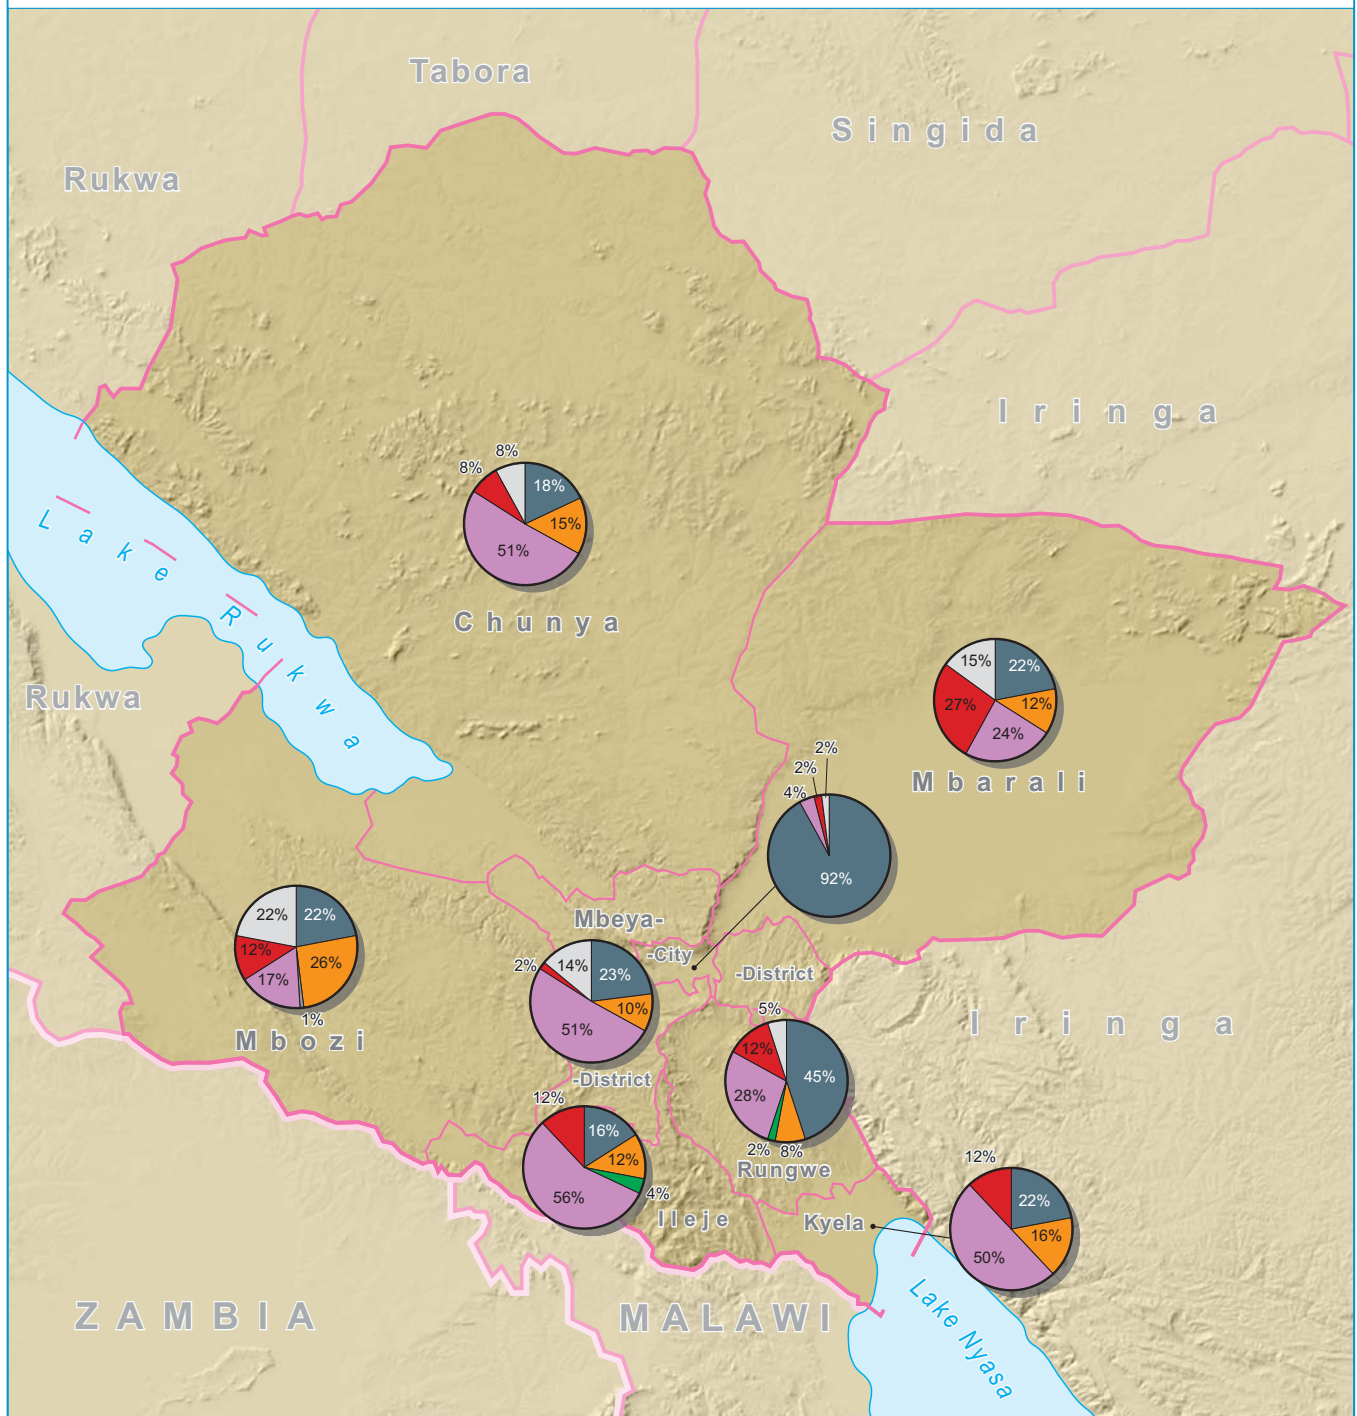 Tabora
Singida
Rukwa
Iringa
8%
8%
18%
15%
51%
Lake Rukwa
Chunya
15%
22%
27%
12%
24%
Rukwa
Mbarali
2%
2%
4%
92%
22%
22%
12%
26%
17%
1%
Mbozi
Mbeya-
-City
-District
2%
14%
23%
10%
51%
-District
Iringa
5%
12%
45%
28%
2%
8%
Rungwe
12%
16%
12%
4%
56%
Ileje
Kyela
12%
22%
16%
50%
ZAMBIA
MALAWI
Lake Nyasa